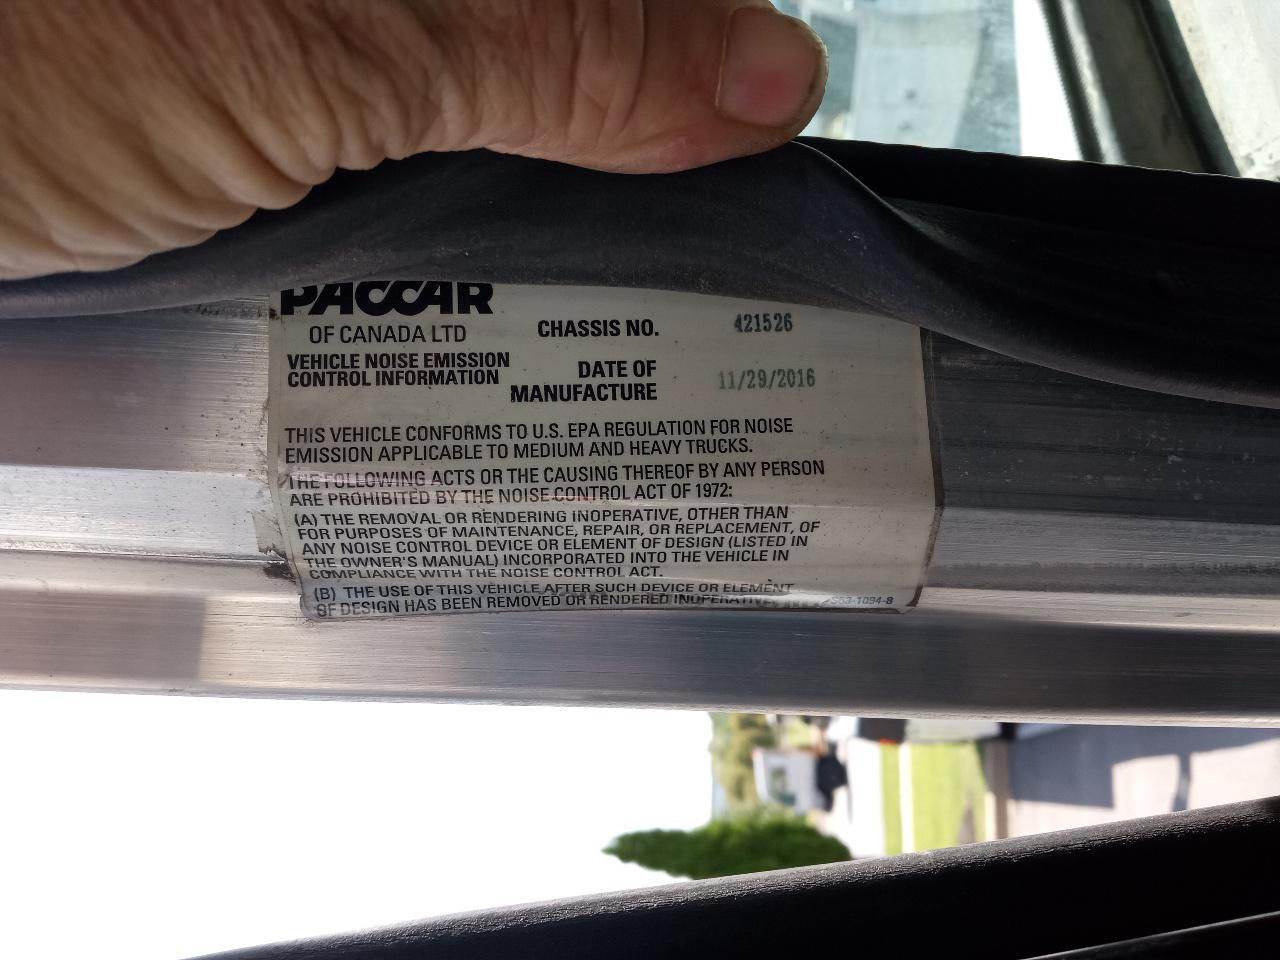 PACCAR
OF CANADA LTD
CHASSIS NO. 421526
VEHICLE NOISE EMISSION
CONTROL INFORMATION
DATE OF
MANUFACTURE 11/29/2016
THIS VEHICLE CONFORMS TO U.S. EPA REGULATION FOR NOISE
EMISSION APPLICABLE TO MEDIUM AND HEAVY TRUCKS.
THE FOLLOWING ACTS OR THE CAUSING THEREOF BY ANY PERSON
ARE PROHIBITED BY THE NOISE CONTROL ACT OF 1972:
(A) THE REMOVAL OR RENDERING INOPERATIVE, OTHER THAN
FOR PURPOSES OF MAINTENANCE, REPAIR, OR REPLACEMENT, OF
ANY NOISE CONTROL DEVICE OR ELEMENT OF DESIGN (LISTED IN
THE OWNER'S MANUAL) INCORPORATED INTO THE VEHICLE IN
COMPLIANCE WITH THE NOISE CONTROL ACT.
(B) THE USE OF THIS VEHICLE AFTER SUCH DEVICE OR ELEMENT
OF DESIGN HAS BEEN REMOVED OR RENDERED INOPERATIVE.